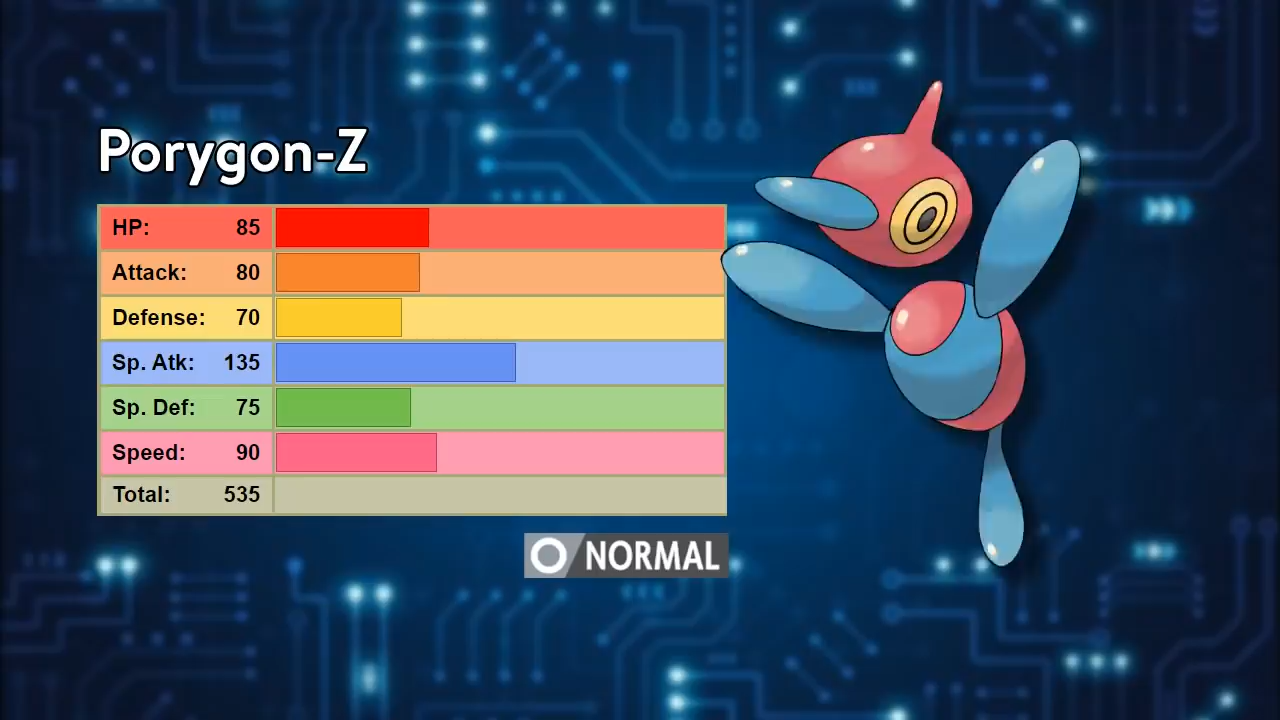 Porygon-Z
HP: 85
Attack: 80
Defense: 70
Sp. Atk: 135
Sp. Def: 75
Speed: 90
Total: 535
NORMAL